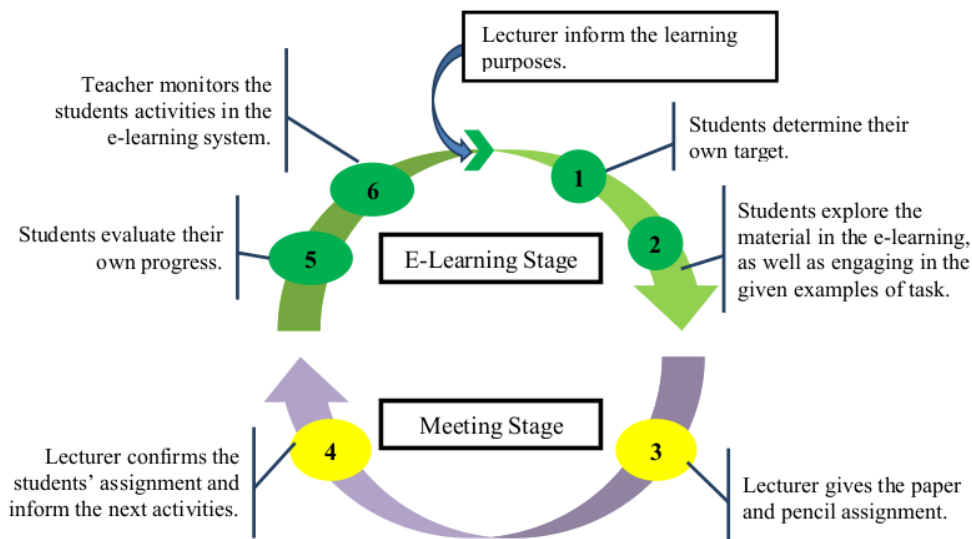 Lecturer inform the learning
purposes.
Teacher monitors the
students activities in the
e-learning system.
Students determine their
own target.
6
1
Students explore the
material in the e-learning,
as well as engaging in the
given examples of task.
2
Students evaluate their
own progress.
5
E-Learning Stage
Meeting Stage
4
3
Lecturer confirms the
students’ assignment and
inform the next activities.
Lecturer gives the paper
and pencil assignment.